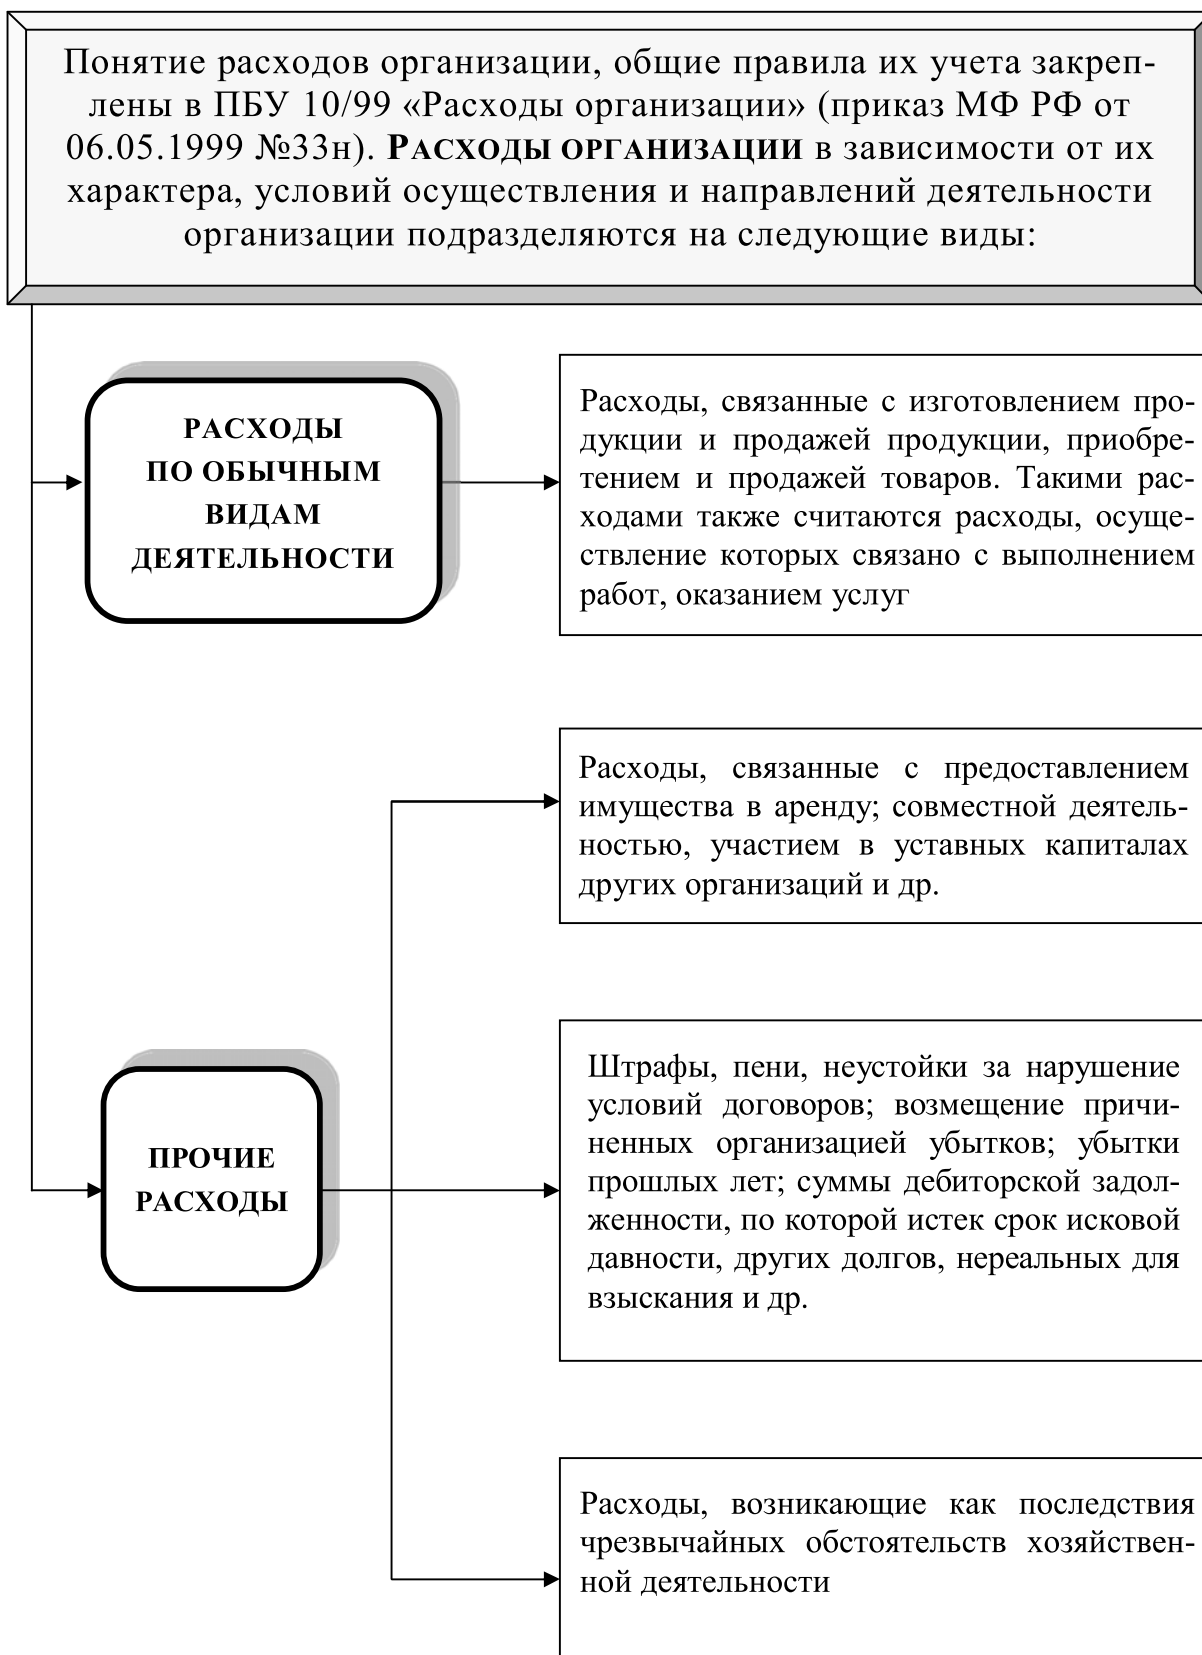 Понятие расходов организации, общие правила их учета закреп-
лены в ПБУ 10/99 «Расходы организации» (приказ МФ РФ от
06.05.1999 №33н). РАСХОДЫ ОРГАНИЗАЦИИ в зависимости от их
характера, условий осуществления и направлений деятельности
организации подразделяются на следующие виды:
РАСХОДЫ
ПО ОБЫЧНЫМ
ВИДАМ
ДЕЯТЕЛЬНОСТИ
Расходы, связанные с изготовлением про-
дукции и продажей продукции, приобре-
тением и продажей товаров. Такими рас-
ходами также считаются расходы, осуще-
ствление которых связано с выполнением
работ, оказанием услуг
Расходы, связанные с предоставлением
имущества в аренду; совместной деятель-
ностью, участием в уставных капиталах
других организаций и др.
ПРОЧИЕ
РАСХОДЫ
Штрафы, пени, неустойки за нарушение
условий договоров; возмещение причи-
ненных организацией убытков; убытки
прошлых лет; суммы дебиторской задол-
женности, по которой истек срок исковой
давности, других долгов, нереальных для
взыскания и др.
Расходы, возникающие как последствия
чрезвычайных обстоятельств хозяйствен-
ной деятельности